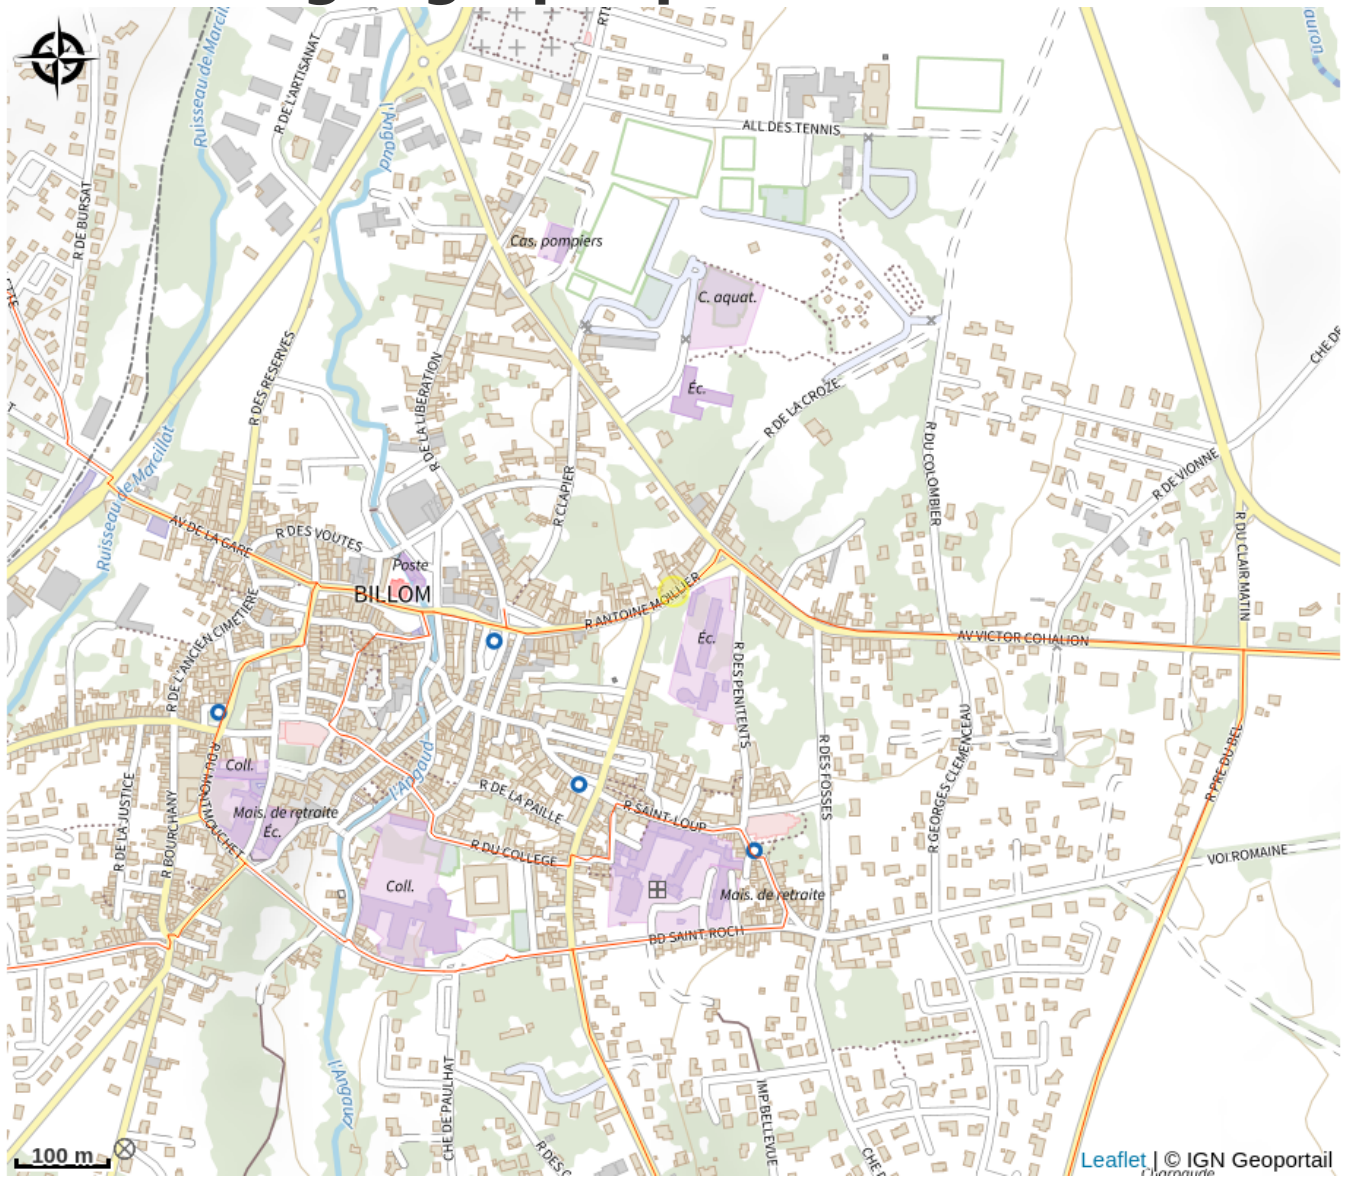 Ruisseau de Marcill
R DE L'ARTISANAT
l'Angaud
ALL DES TENNIS
auron
R DE BURSAT
Cas. pompiers
C. aquat.
CHE DE
R DES RESERVES
R DE LA LIBERATION
Éc.
R DE LA CROZE
R DU COLOMBIER
R DE VIONNE
Ruisseau de Marcillat
R CLAPIER
R DU CLAIR MATIN
AV DE LA GARE
R DES VOUTES
Poste
BILLOM
R ANTOINE MOILLIER
Éc.
AV VICTOR COHALION
R DE L'ANCIEN CIMETIERE
R DES PENITENTS
R GEORGES CLEMENCEAU
R PRE DU BEL
Coll.
l'Angaud
R DES FOSSES
R DE LA JUSTICE
R BOURCHANY
R DE LA PAILLE
R SAINT-LOUP
Mais. de retraite
Éc.
R DU COLLEGE
VOI ROMAINE
Coll.
Mais. de retraite
BD SAINT-ROCH
l'Angaud
CHE DE PAULHAT
IMP BELLEVUE
R DES C
CHE D
100 m
Leaflet | © IGN Geoportail